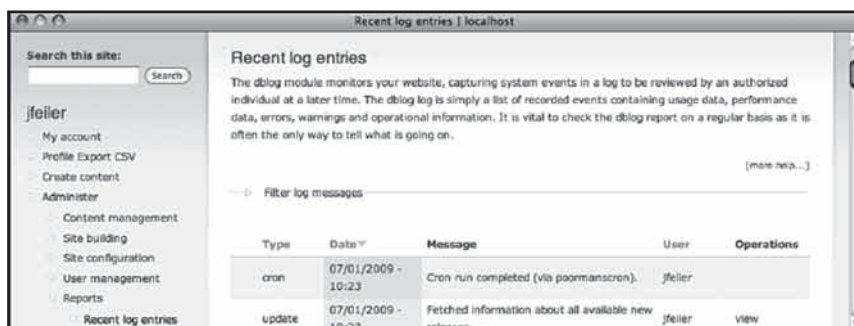 Recent log entries | localhost
Search this site:
Search
jfeiler
My account
Profile Export CSV
Create content
Administer
Content management
Site building
Site configuration
User management
Reports
Recent log entries
Recent log entries
The dblog module monitors your website, capturing system events in a log to be reviewed by an authorized
individual at a later time. The dblog log is simply a list of recorded events containing usage data, performance
data, errors, warnings and operational information. It is vital to check the dblog report on a regular basis as it is
often the only way to tell what is going on.
[more help...]
Filter log messages
Type Date Message User Operations
cron 07/01/2009 - Cron run completed (via poormanscron). jfeiler
10:23
update 07/01/2009 - Fetched information about all available new jfeiler view